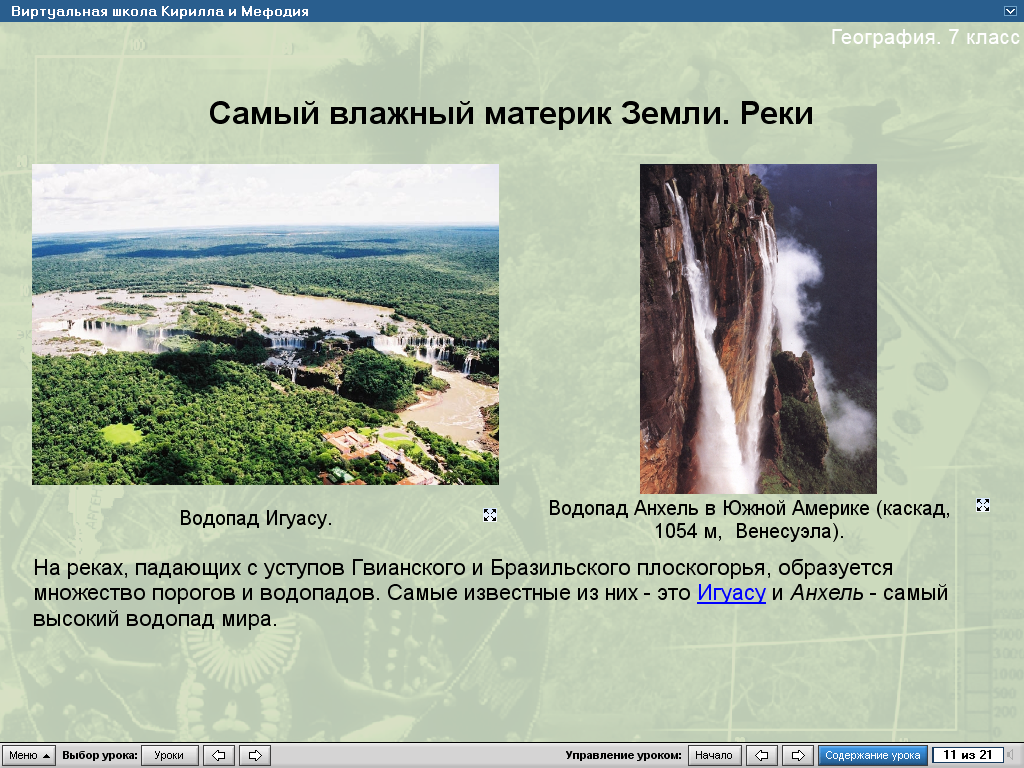 Виртуальная школа Кирилла и Мефодия
География. 7 класс
Самый влажный материк Земли. Реки
Водопад Игуасу.
Водопад Анхель в Южной Америке (каскад,
1054 м, Венесуэла).
На реках, падающих с уступов Гвианского и Бразильского плоскогорья, образуется
множество порогов и водопадов. Самые известные из них - это Игуасу и Анхель - самый
высокий водопад мира.
Меню Выбор урока: Уроки Управление уроком: Начало Содержание урока 11 из 21